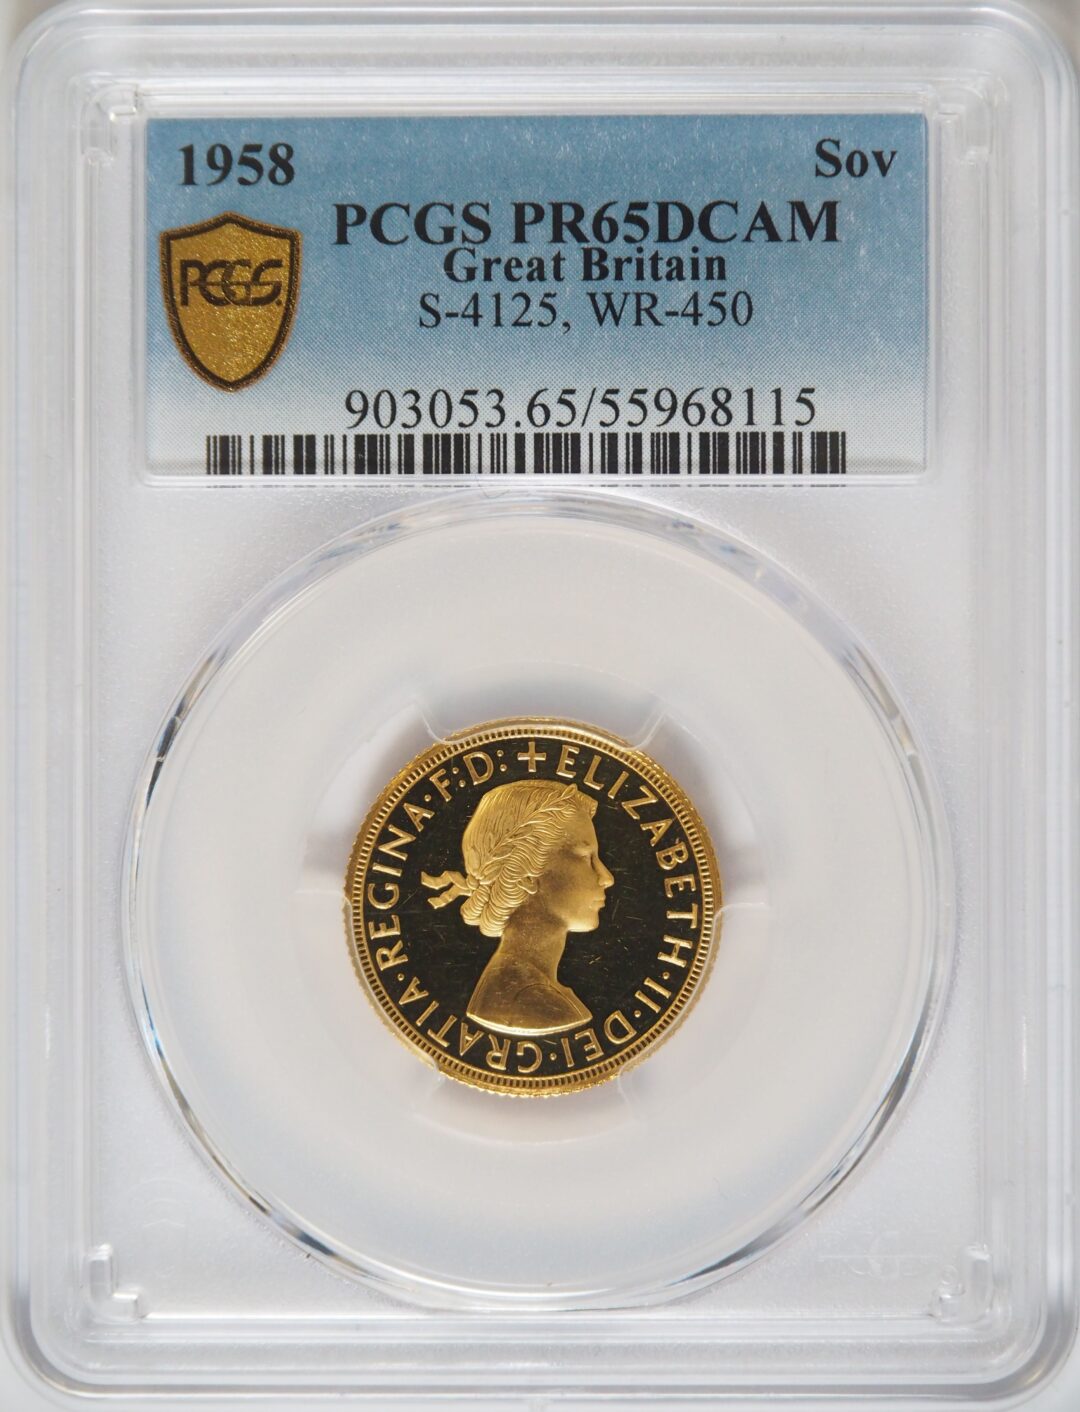 1958 Sov
PCGS PR65DCAM
Great Britain
S-4125, WR-450
PCGS
903053.65/55968115
+ ELIZABETH·II·DEI·GRATIA·REGINA·F:D: